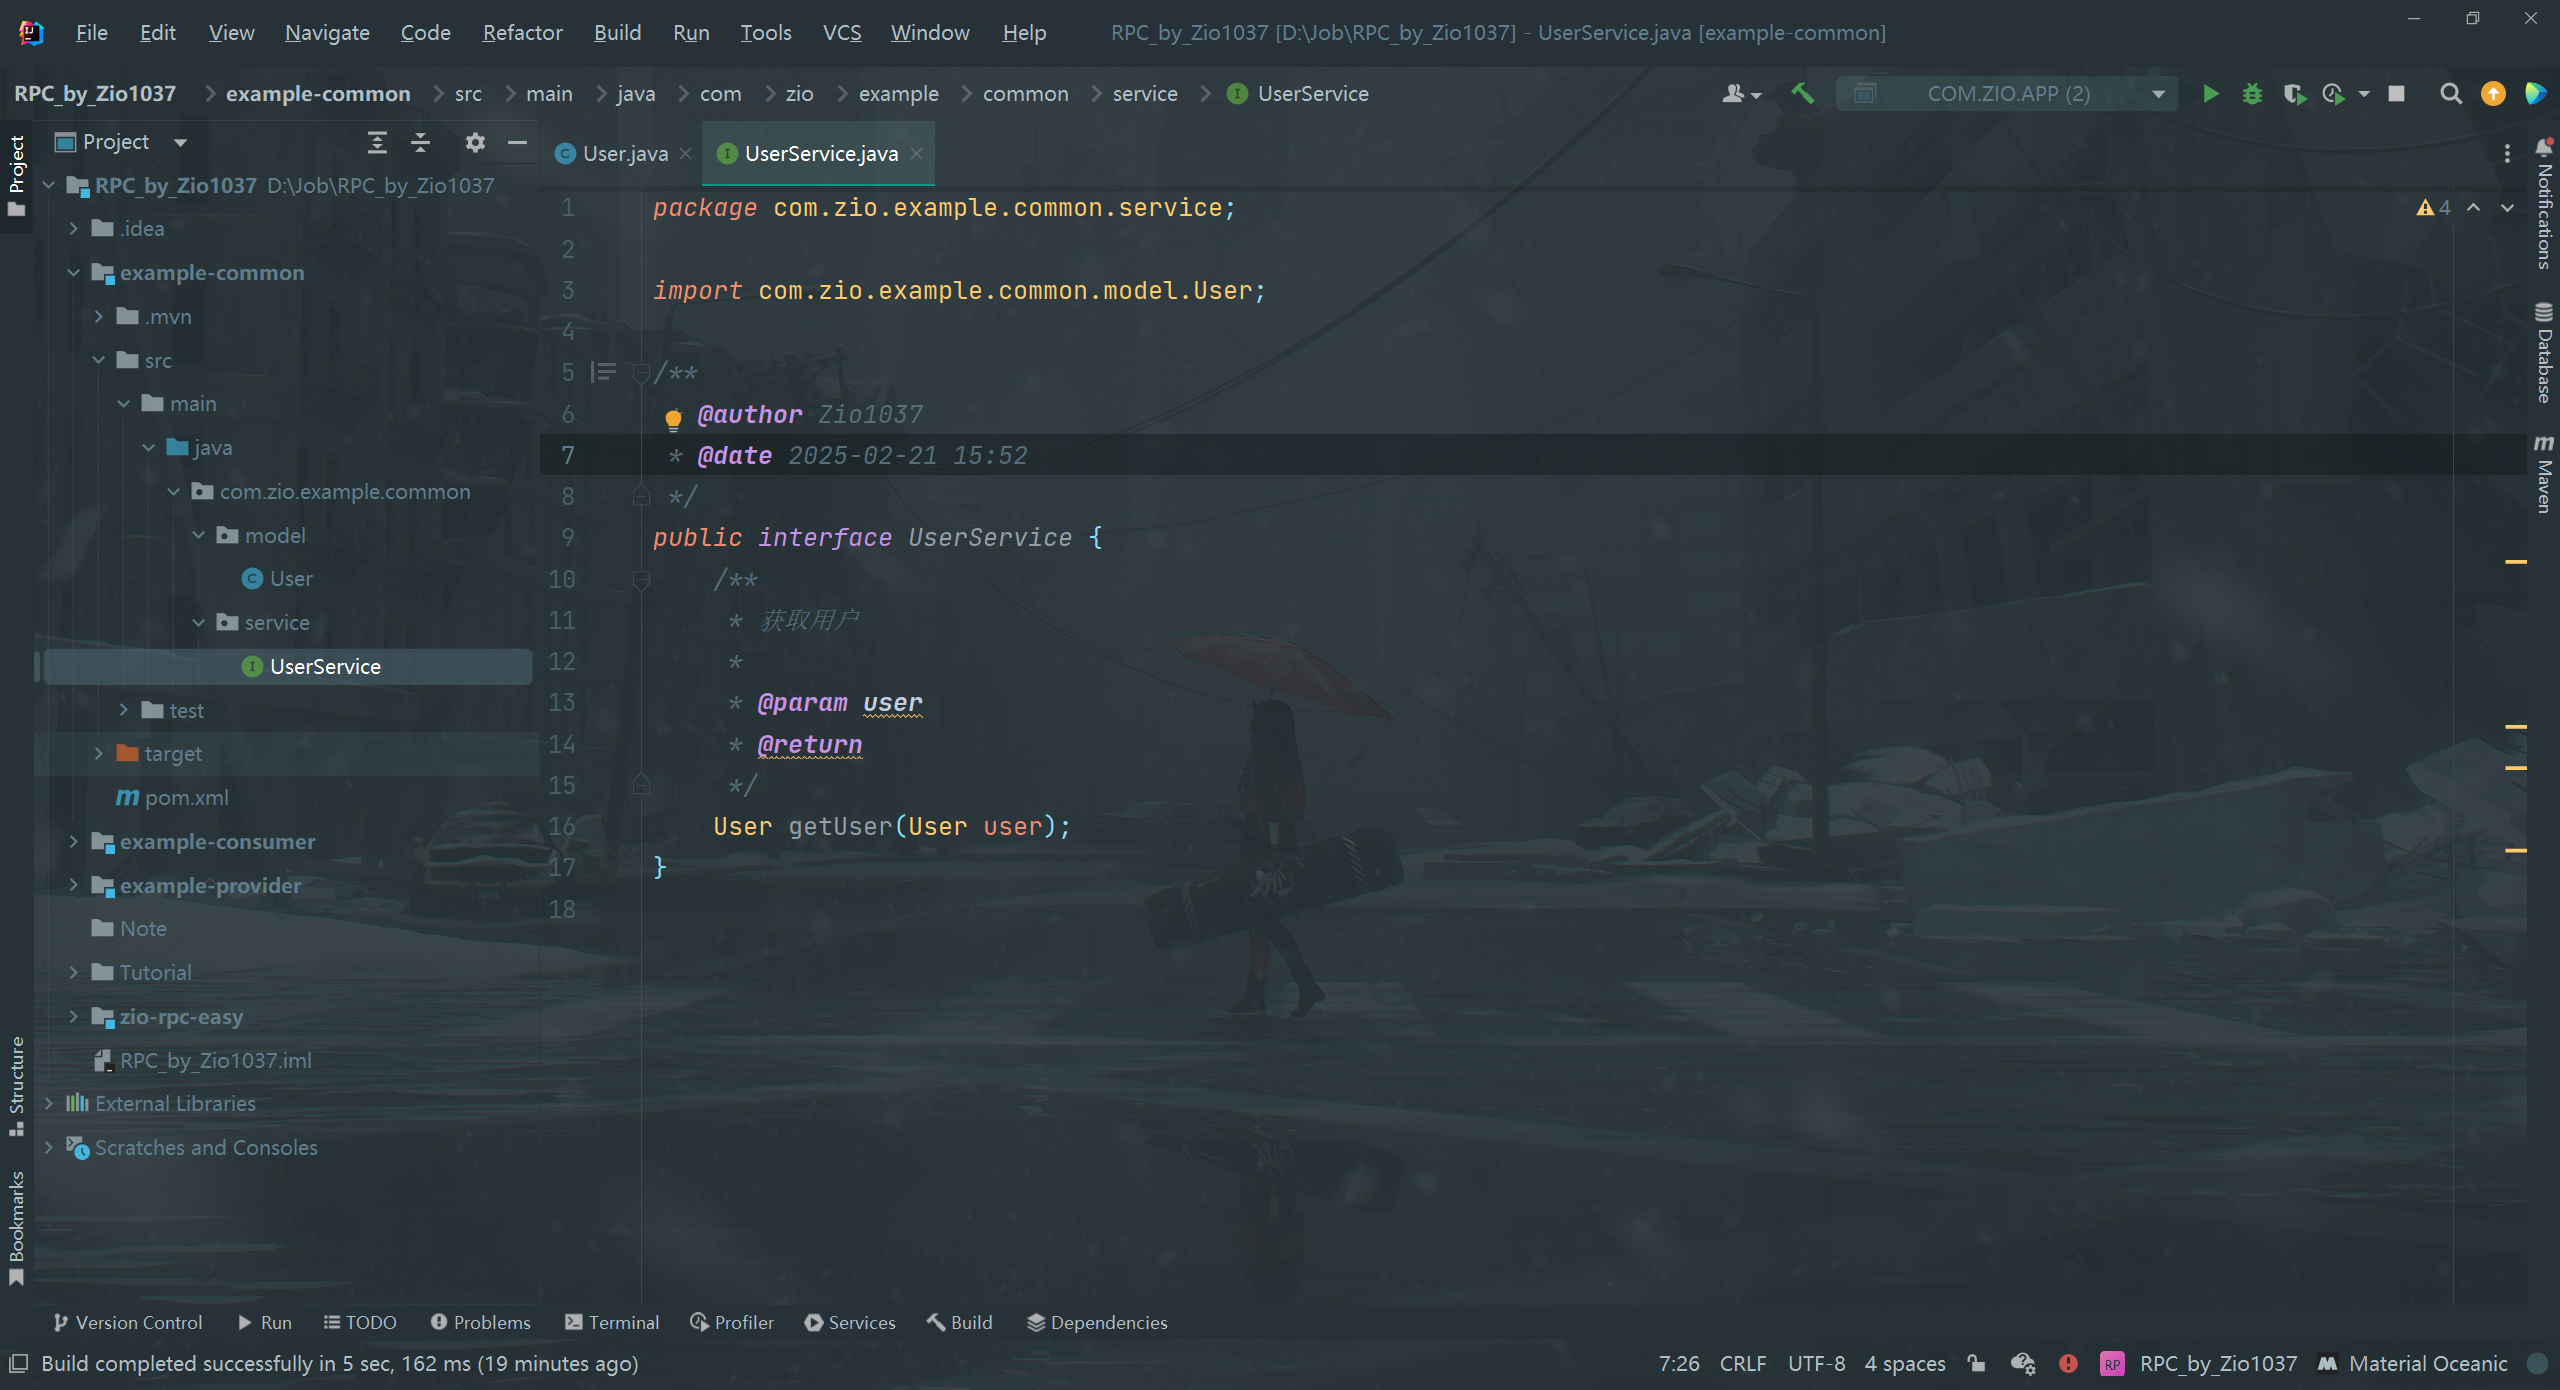 File Edit View Navigate Code Refactor Build Run Tools VCS Window Help RPC_by_Zio1037 [D:\Job\RPC_by_Zio1037] - UserService.java [example-common]
RPC_by_Zio1037 example-common src main java com zio example common service UserService COM.ZIO.APP (2)
Project
Project
RPC_by_Zio1037 D:\Job\RPC_by_Zio1037
.idea
example-common
.mvn
src
main
java
com.zio.example.common
model
User
service
UserService
test
target
pom.xml
example-consumer
example-provider
Note
Tutorial
zio-rpc-easy
RPC_by_Zio1037.iml
External Libraries
Scratches and Consoles
Structure
Bookmarks
User.java UserService.java
4
1 package com.zio.example.common.service;
2
3 import com.zio.example.common.model.User;
4
5 /**
6 @author Zio1037
7 * @date 2025-02-21 15:52
8 */
9 public interface UserService {
10 /**
11 * 获取用户
12 *
13 * @param user
14 * @return
15 */
16 User getUser(User user);
17 }
18
Notifications
Database
Maven
Version Control Run TODO Problems Terminal Profiler Services Build Dependencies
Build completed successfully in 5 sec, 162 ms (19 minutes ago) 7:26 CRLF UTF-8 4 spaces RP RPC_by_Zio1037 Material Oceanic